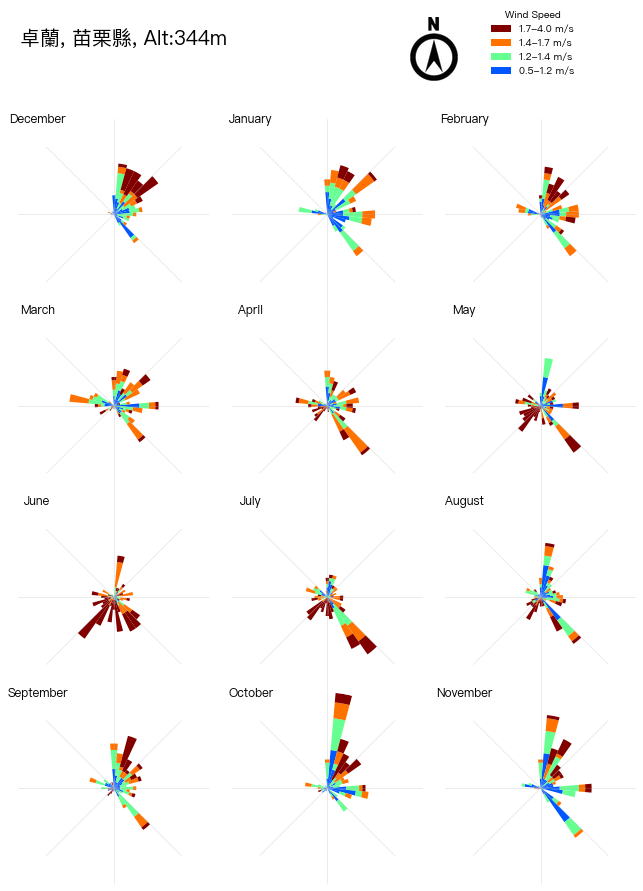 卓蘭, 苗栗縣, Alt:344m
N
Wind Speed
1.7–4.0 m/s
1.4–1.7 m/s
1.2–1.4 m/s
0.5–1.2 m/s
December
January
February
March
April
May
June
July
August
September
October
November